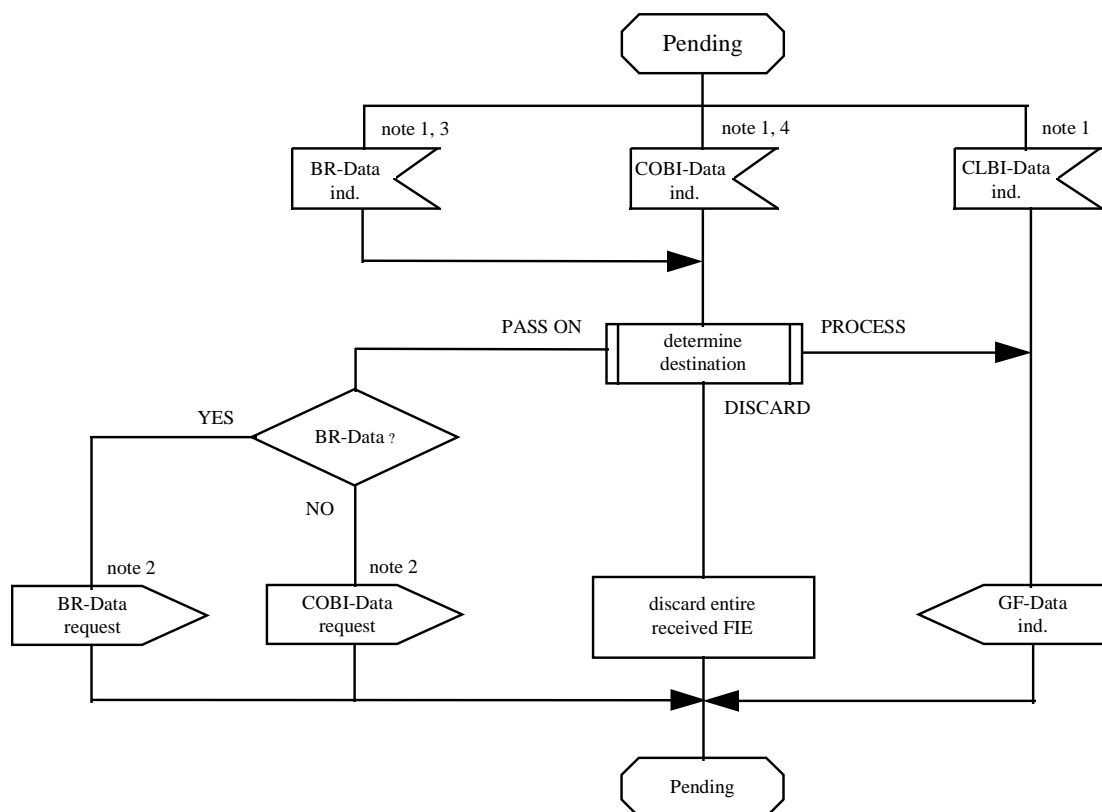 Pending
note 1, 3
note 1, 4
note 1
BR-Data
ind.
COBI-Data
ind.
CLBI-Data
ind.
PASS ON
determine
destination
PROCESS
DISCARD
YES
BR-Data ?
NO
note 2
note 2
BR-Data
request
COBI-Data
request
discard entire
received FIE
GF-Data
ind.
Pending